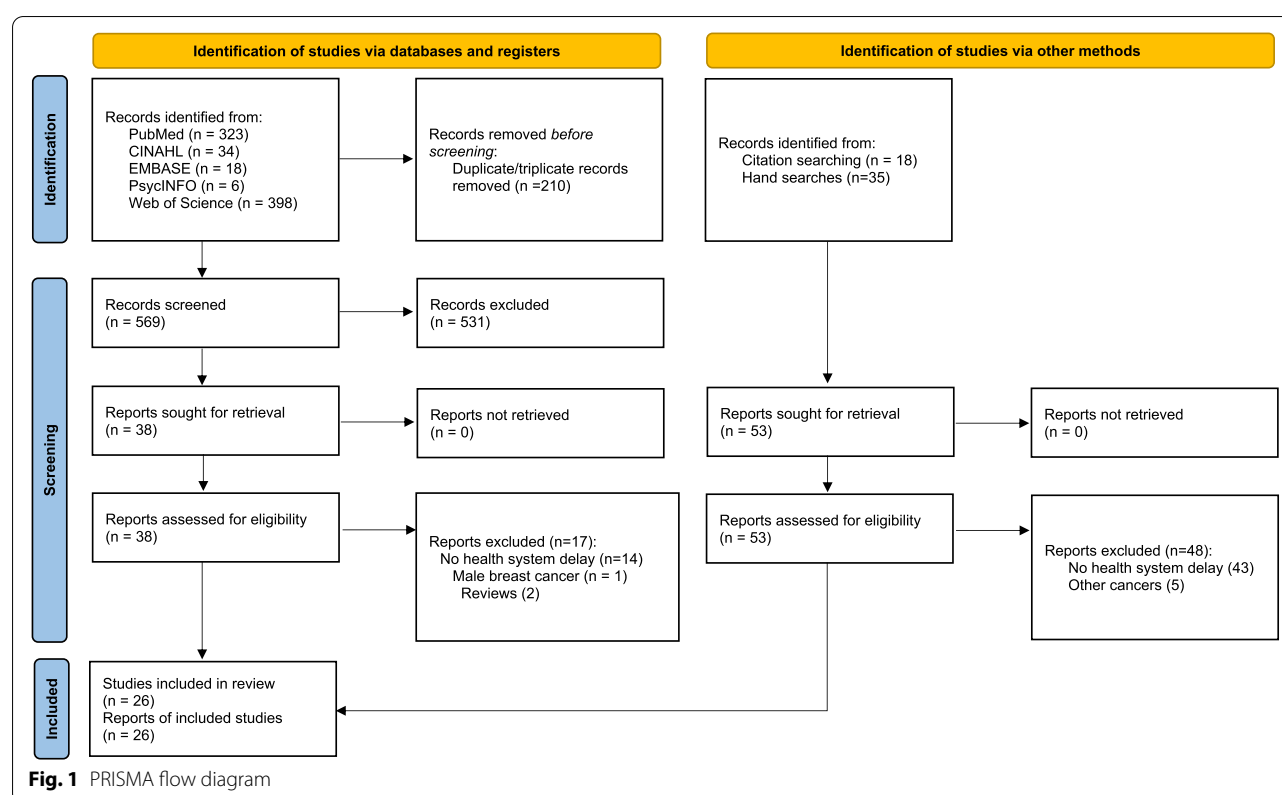 Identification of studies via databases and registers
Identification of studies via other methods
Identification
Records identified from:
PubMed (n = 323)
CINAHL (n = 34)
EMBASE (n = 18)
PsycINFO (n = 6)
Web of Science (n = 398)
Records removed before
screening:
Duplicate/triplicate records
removed (n =210)
Records identified from:
Citation searching (n = 18)
Hand searches (n=35)
Screening
Records screened
(n = 569)
Records excluded
(n = 531)
Reports sought for retrieval
(n = 38)
Reports not retrieved
(n = 0)
Reports sought for retrieval
(n = 53)
Reports not retrieved
(n = 0)
Reports assessed for eligibility
(n = 38)
Reports excluded (n=17):
No health system delay (n=14)
Male breast cancer (n = 1)
Reviews (2)
Reports assessed for eligibility
(n = 53)
Reports excluded (n=48):
No health system delay (43)
Other cancers (5)
Included
Studies included in review
(n = 26)
Reports of included studies
(n = 26)
Fig. 1 PRISMA flow diagram